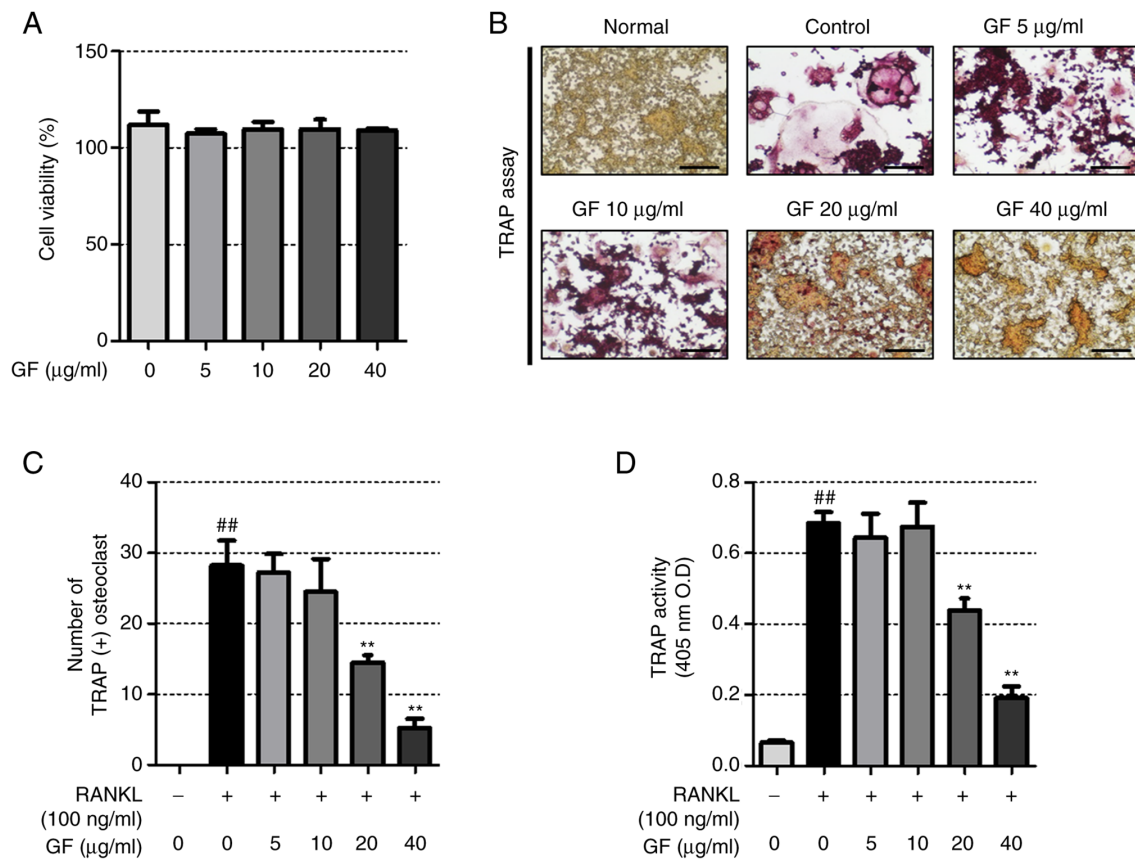 A
150
100
50
0
Cell viability (%)
GF (μg/ml)
0 5 10 20 40
B
Normal Control GF 5 μg/ml
TRAP assay
GF 10 μg/ml GF 20 μg/ml GF 40 μg/ml
C
40
30
20
10
0
Number of
TRAP (+) osteoclast
##
**
**
RANKL – + + + + +
(100 ng/ml)
GF (μg/ml) 0 0 5 10 20 40
D
0.8
0.6
0.4
0.2
0.0
TRAP activity
(405 nm O.D)
##
**
**
RANKL – + + + + +
(100 ng/ml)
GF (μg/ml) 0 0 5 10 20 40